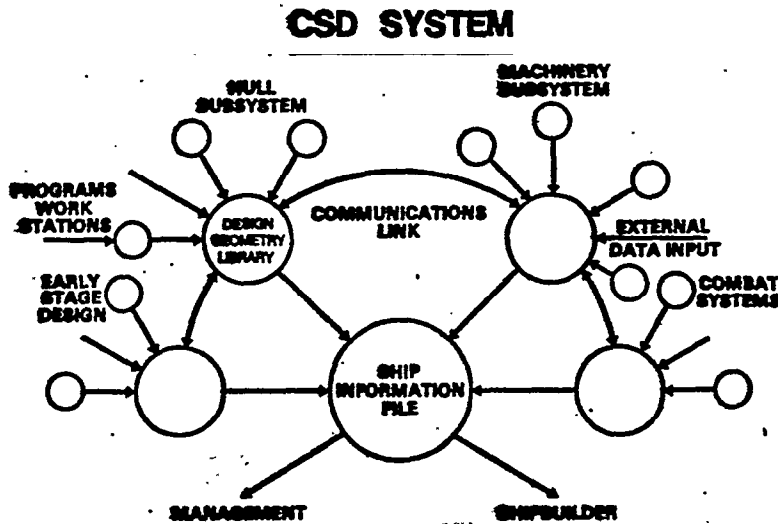 CSD SYSTEM
HULL
SUBSYSTEM
MACHINERY
SUBSYSTEM
PROGRAMS
WORK
STATIONS
DESIGN
GEOMETRY
LIBRARY
COMMUNICATIONS
LINK
EXTERNAL
DATA INPUT
EARLY
STAGE
DESIGN
COMBAT
SYSTEMS
SHIP
INFORMATION
FILE
MANAGEMENT
SHIPBUILDER